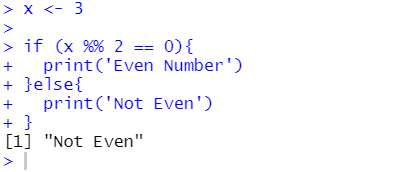 > x <- 3
>
> if (x %% 2 == 0){
+   print('Even Number')
+ }else{
+   print('Not Even')
+ }
[1] "Not Even"
>